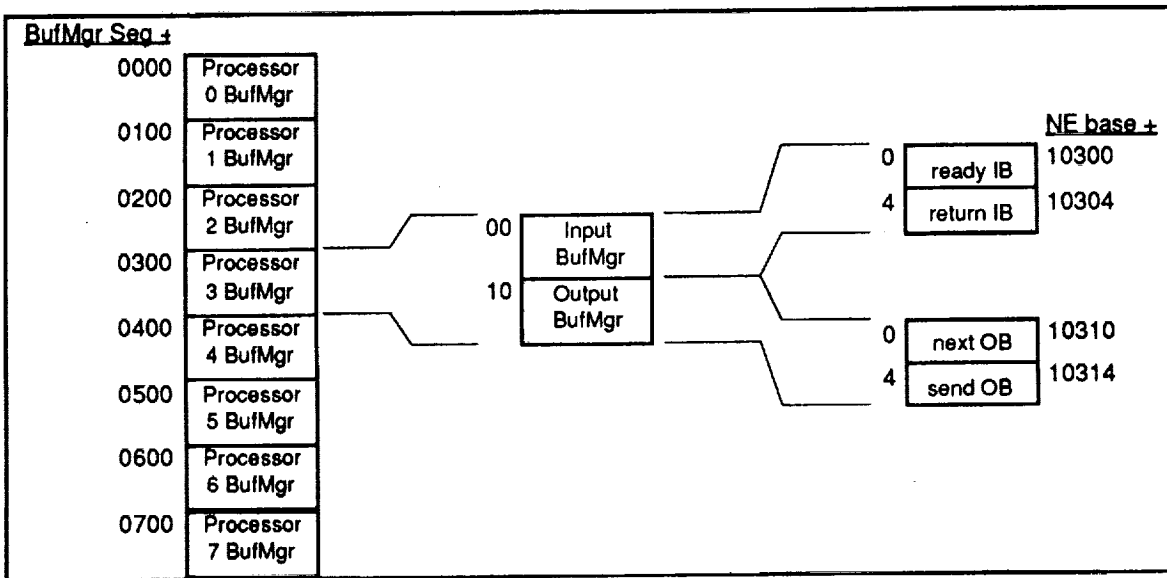 BufMgr Seg +
0000
Processor
0 BufMgr
0100
Processor
1 BufMgr
0200
Processor
2 BufMgr
0300
Processor
3 BufMgr
0400
Processor
4 BufMgr
0500
Processor
5 BufMgr
0600
Processor
6 BufMgr
0700
Processor
7 BufMgr
00
Input
BufMgr
10
Output
BufMgr
NE base +
0
ready IB
10300
4
return IB
10304
0
next OB
10310
4
send OB
10314